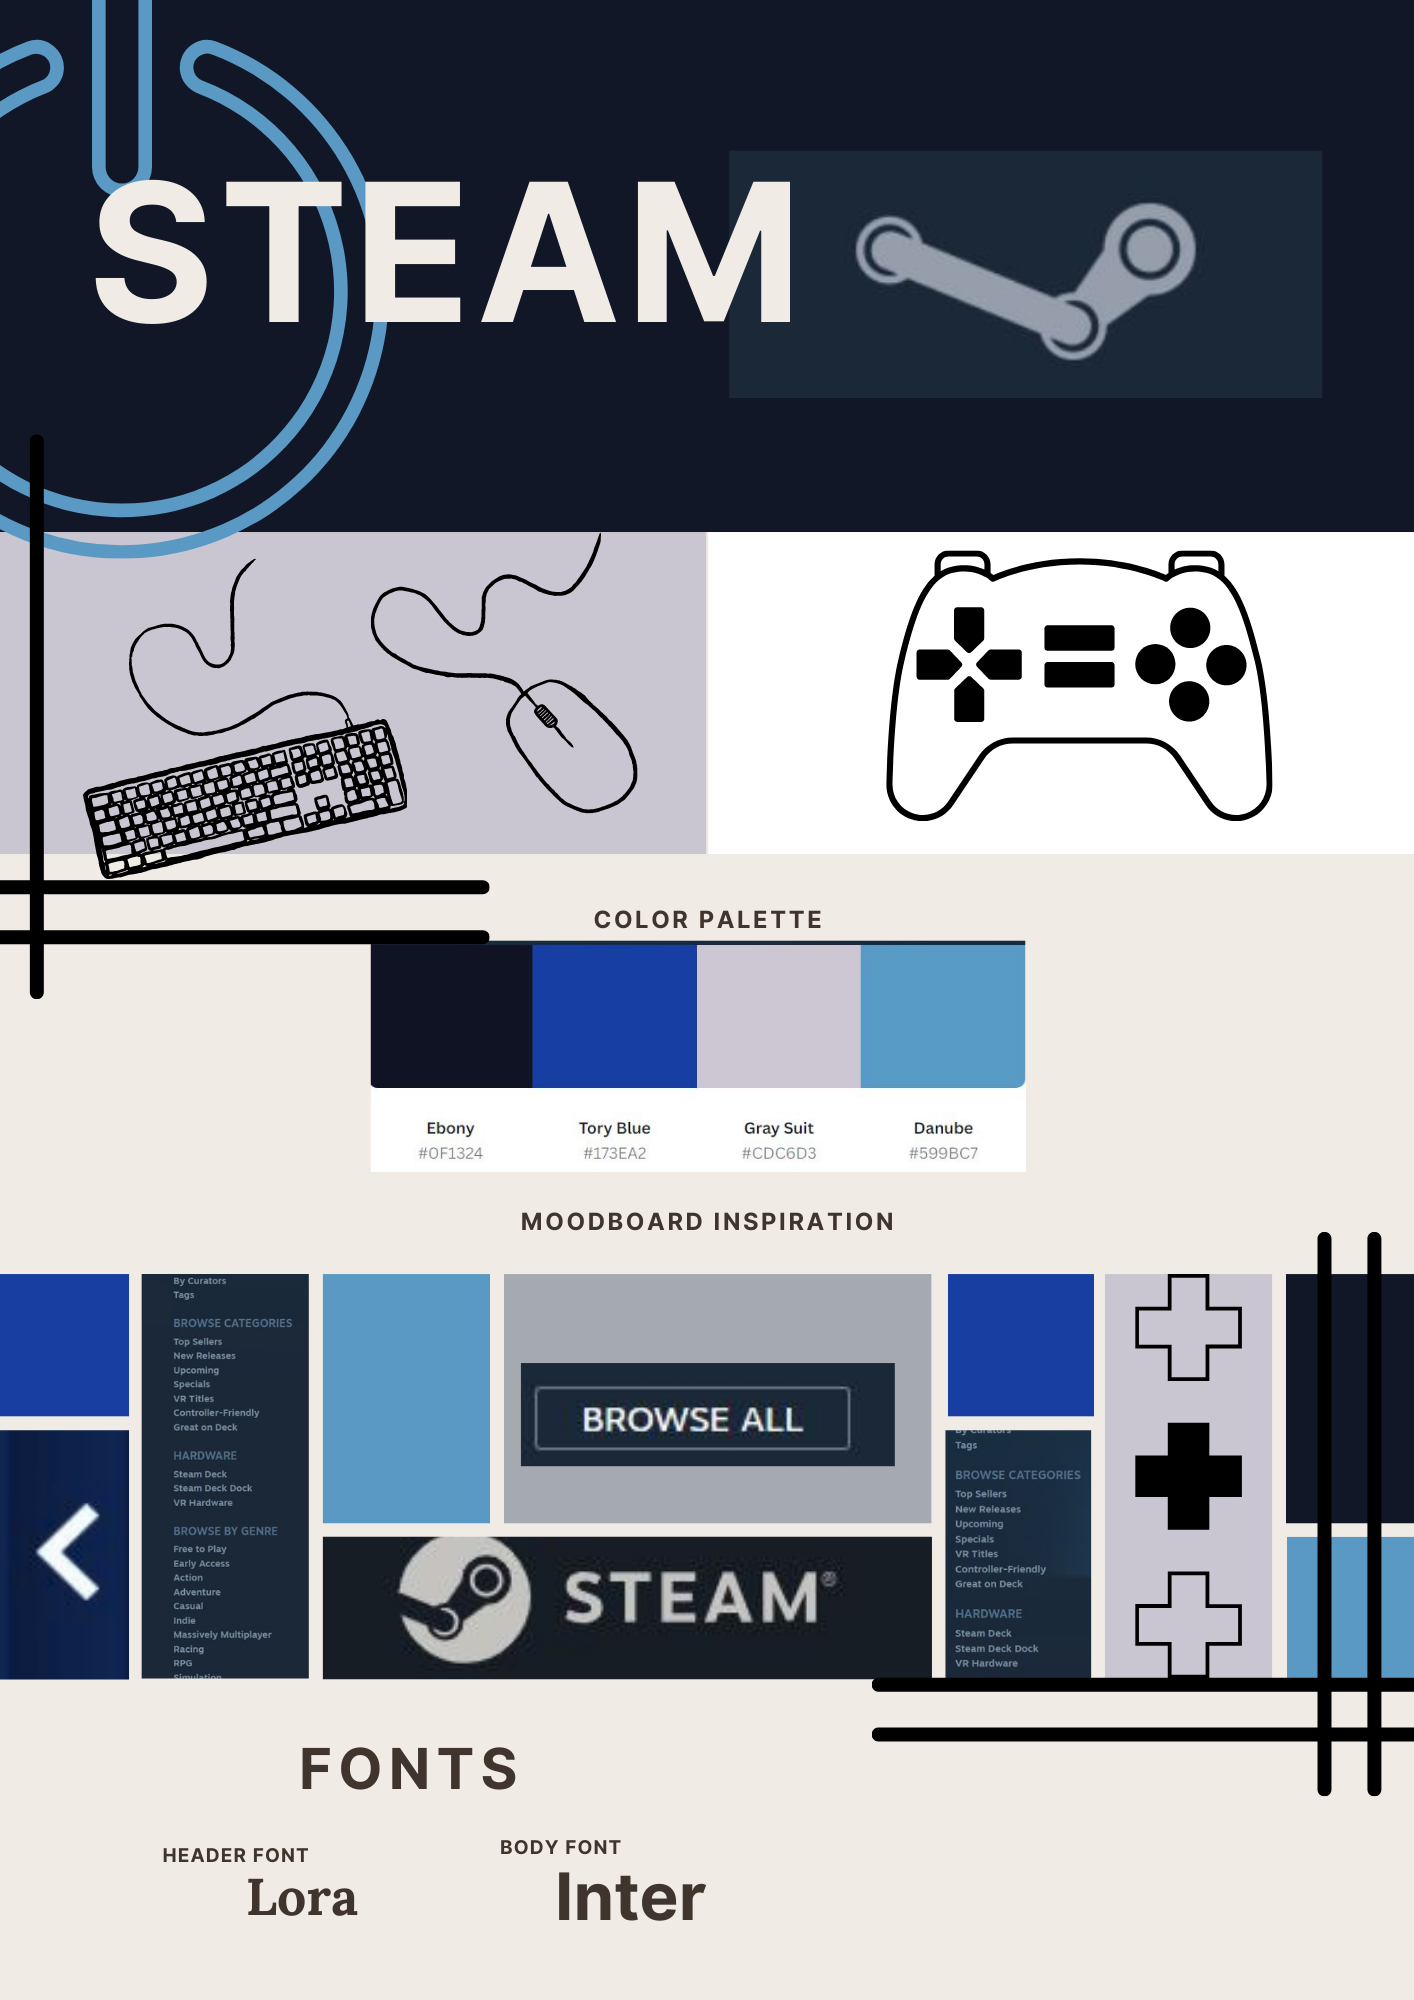 STEAM
COLOR PALETTE
Ebony
#0F1324
Tory Blue
#173EA2
Gray Suit
#CDC6D3
Danube
#599BC7
MOODBOARD INSPIRATION
By Curators
Tags
BROWSE CATEGORIES
Top Sellers
New Releases
Upcoming
Specials
VR Titles
Controller-Friendly
Great on Deck
HARDWARE
Steam Deck
Steam Deck Dock
VR Hardware
BROWSE BY GENRE
Free to Play
Early Access
Action
Adventure
Casual
Indie
Massively Multiplayer
Racing
RPG
Simulation
BROWSE ALL
STEAM®
By Curators
Tags
BROWSE CATEGORIES
Top Sellers
New Releases
Upcoming
Specials
VR Titles
Controller-Friendly
Great on Deck
HARDWARE
Steam Deck
Steam Deck Dock
VR Hardware
FONTS
HEADER FONT
Lora
BODY FONT
Inter